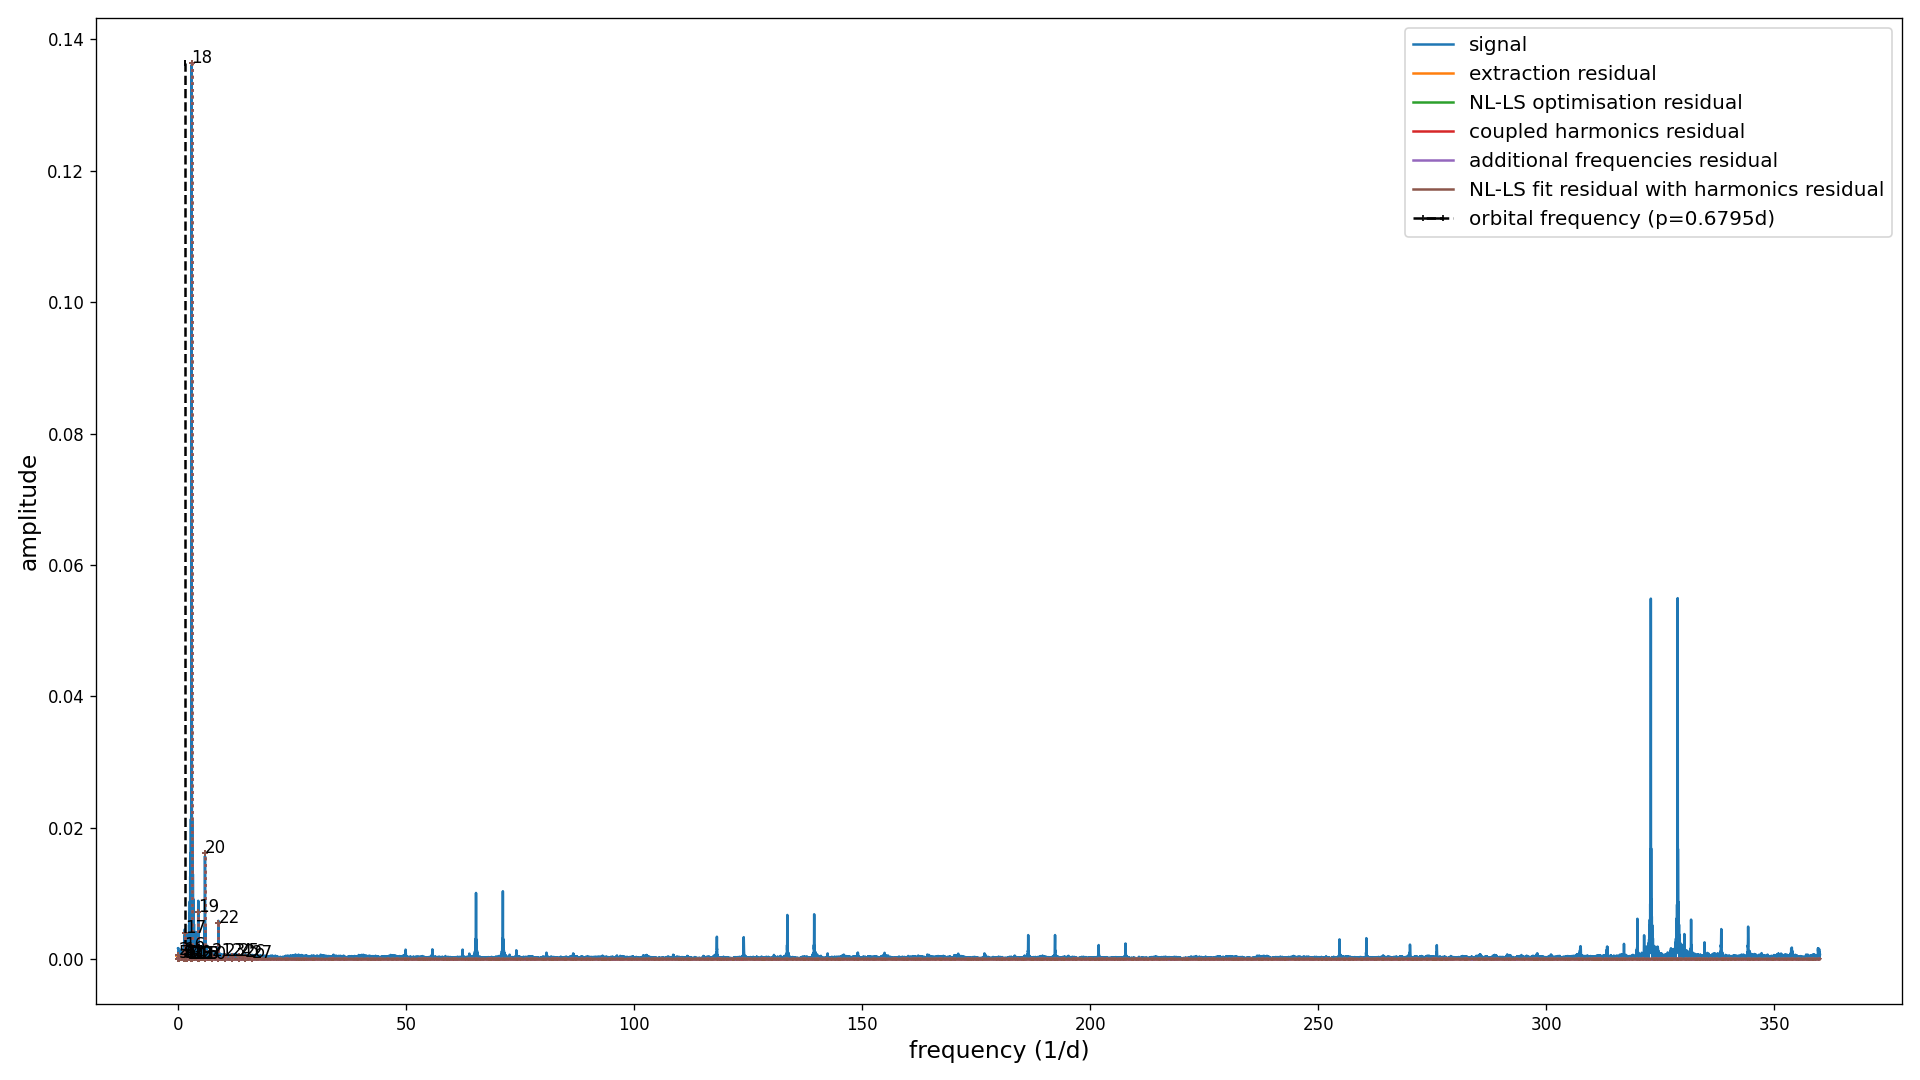 0.14
0.12
0.10
0.08
0.06
0.04
0.02
0.00
amplitude
18
20
19
22
17
16
27
signal
extraction residual
NL-LS optimisation residual
coupled harmonics residual
additional frequencies residual
NL-LS fit residual with harmonics residual
orbital frequency (p=0.6795d)
0
50
100
150
200
250
300
350
frequency (1/d)